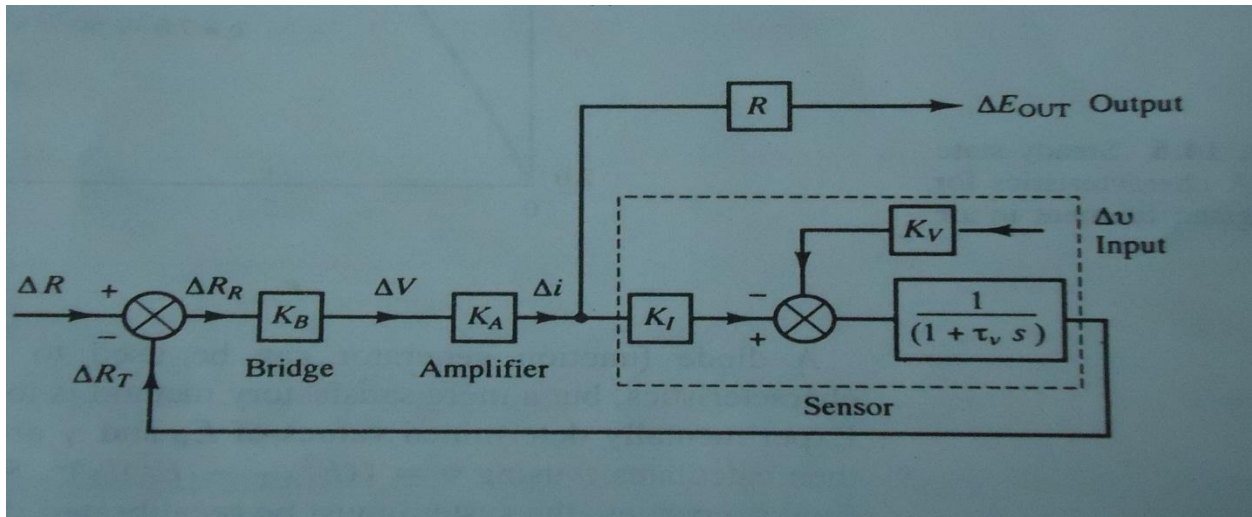 R
ΔE_OUT Output
K_V
Δυ
Input
ΔR
+
−
ΔR_R
K_B
ΔV
K_A
Δi
K_I
−
+
1
(1 + τ_v s)
ΔR_T
Bridge
Amplifier
Sensor